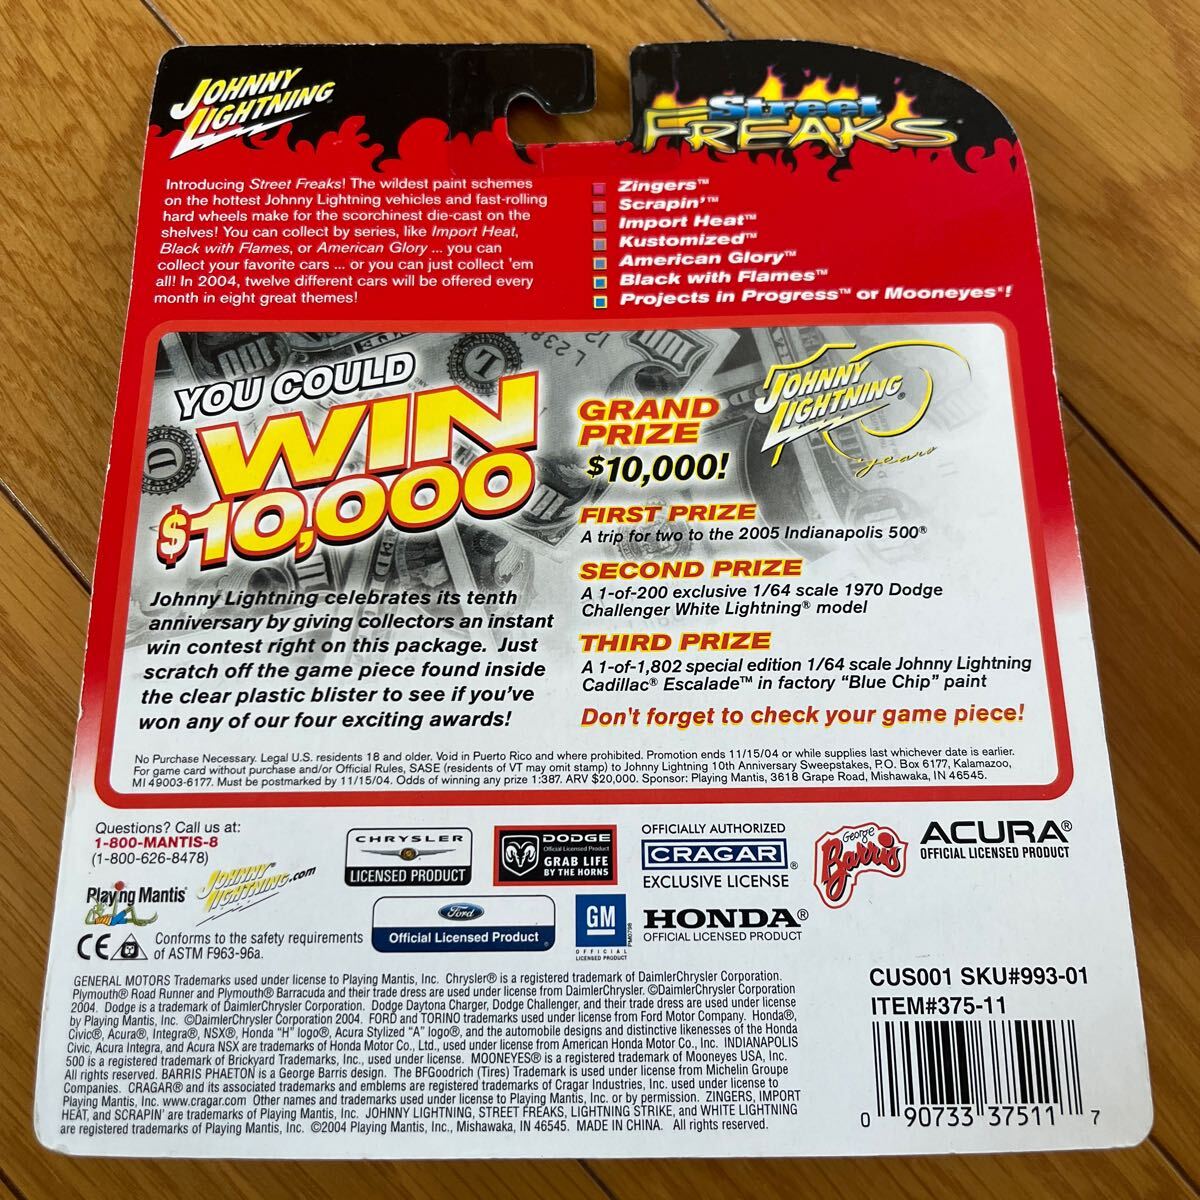 JOHNNY LIGHTNING®
Street FREAKS™
Introducing Street Freaks! The wildest paint schemes
on the hottest Johnny Lightning vehicles and fast-rolling
hard wheels make for the scorchinest die-cast on the
shelves! You can collect by series, like Import Heat,
Black with Flames, or American Glory ... you can
collect your favorite cars ... or you can just collect 'em
all! In 2004, twelve different cars will be offered every
month in eight great themes!
Zingers™
Scrapin'™
Import Heat™
Kustomized™
American Glory™
Black with Flames™
Projects in Progress™ or Mooneyes®!
YOU COULD
WIN
$10,000
Johnny Lightning celebrates its tenth
anniversary by giving collectors an instant
win contest right on this package. Just
scratch off the game piece found inside
the clear plastic blister to see if you've
won any of our four exciting awards!
GRAND
PRIZE
$10,000!
10
JOHNNY LIGHTNING®
years
FIRST PRIZE
A trip for two to the 2005 Indianapolis 500®
SECOND PRIZE
A 1-of-200 exclusive 1/64 scale 1970 Dodge
Challenger White Lightning® model
THIRD PRIZE
A 1-of-1,802 special edition 1/64 scale Johnny Lightning
Cadillac® Escalade™ in factory "Blue Chip" paint
Don't forget to check your game piece!
No Purchase Necessary. Legal U.S. residents 18 and older. Void in Puerto Rico and where prohibited. Promotion ends 11/15/04 or while supplies last whichever date is earlier.
For game card without purchase and/or Official Rules, SASE (residents of VT may omit stamp) to Johnny Lightning 10th Anniversary Sweepstakes, P.O. Box 6177, Kalamazoo,
MI 49003-6177. Must be postmarked by 11/15/04. Odds of winning any prize 1:387. ARV $20,000. Sponsor: Playing Mantis, 3618 Grape Road, Mishawaka, IN 46545.
Questions? Call us at:
1-800-MANTIS-8
(1-800-626-8478)
Playing Mantis®
JOHNNY LIGHTNING.com
CE
Conforms to the safety requirements
of ASTM F963-96a.
CHRYSLER
LICENSED PRODUCT
DODGE
Official Licensed Product
GRAB LIFE
BY THE HORNS
Ford
Official Licensed Product
OFFICIALLY AUTHORIZED
CRAGAR®
EXCLUSIVE LICENSE
GM
OFFICIAL
LICENSED PRODUCT
HONDA®
OFFICIAL LICENSED PRODUCT
George Barris
ACURA®
OFFICIAL LICENSED PRODUCT
GENERAL MOTORS Trademarks used under license to Playing Mantis, Inc. Chrysler® is a registered trademark of DaimlerChrysler Corporation.
Plymouth® Road Runner and Plymouth® Barracuda and their trade dress are used under license from DaimlerChrysler. ©DaimlerChrysler Corporation
2004. Dodge is a trademark of DaimlerChrysler Corporation. Dodge Daytona Charger, Dodge Challenger, and their trade dress are used under license
by Playing Mantis, Inc. ©DaimlerChrysler Corporation 2004. FORD and TORINO trademarks used under license from Ford Motor Company. Honda®,
Civic®, Acura®, Integra®, NSX®, Honda "H" logo®, Acura Stylized "A" logo®, and the automobile designs and distinctive likenesses of the Honda
Civic, Acura Integra, and Acura NSX are trademarks of Honda Motor Co., Ltd., used under license from American Honda Motor Co., Inc. INDIANAPOLIS
500 is a registered trademark of Brickyard Trademarks, Inc., used under license. MOONEYES® is a registered trademark of Mooneyes USA, Inc.
All rights reserved. BARRIS PHAETON is a George Barris design. The BFGoodrich (Tires) Trademark is used under license from Michelin Groupe
Companies. CRAGAR® and its associated trademarks and emblems are registered trademarks of Cragar Industries, Inc. used under license to
Playing Mantis, Inc. www.cragar.com Other names and trademarks used under license to Playing Mantis, Inc. or by permission. ZINGERS, IMPORT
HEAT, and SCRAPIN' are trademarks of Playing Mantis, Inc. JOHNNY LIGHTNING, STREET FREAKS, LIGHTNING STRIKE, and WHITE LIGHTNING
are registered trademarks of Playing Mantis, Inc. ©2004 Playing Mantis, Inc., Mishawaka, IN 46545. MADE IN CHINA. All rights reserved.
CUS001 SKU#993-01
ITEM#375-11
0 90733 37511 7